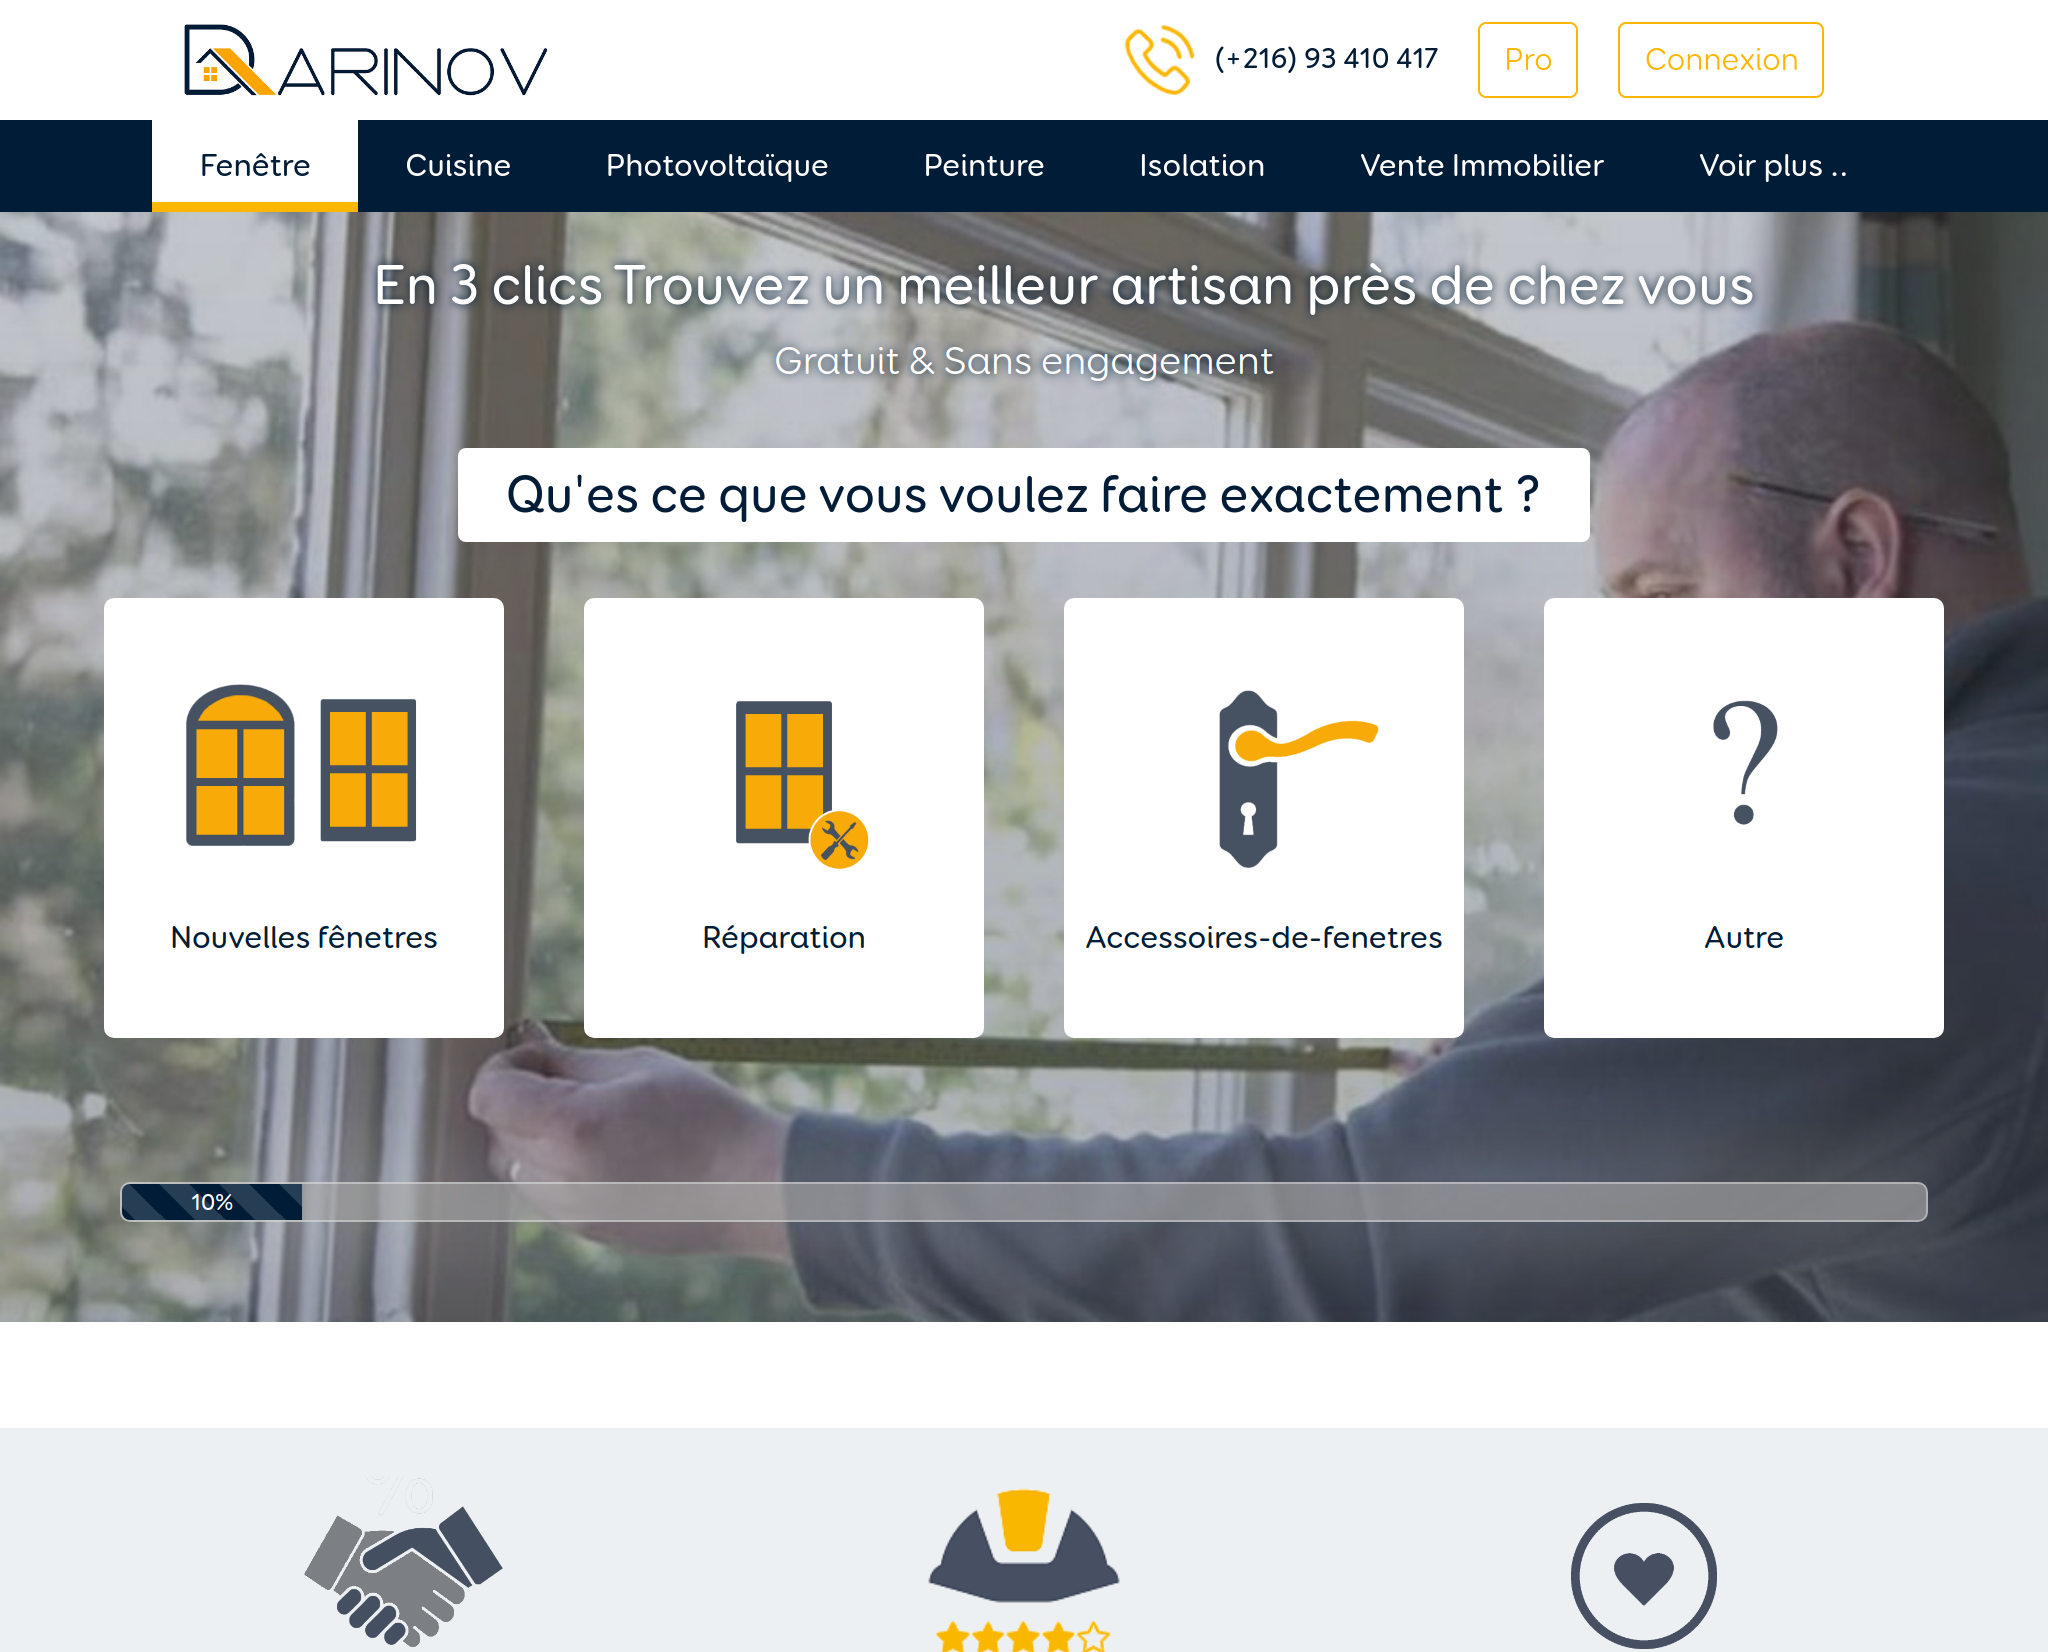 DARINOV
(+216) 93 410 417
Pro
Connexion
Fenêtre
Cuisine
Photovoltaïque
Peinture
Isolation
Vente Immobilier
Voir plus ..
En 3 clics Trouvez un meilleur artisan près de chez vous
Gratuit & Sans engagement
Qu'es ce que vous voulez faire exactement ?
Nouvelles fênetres
Réparation
Accessoires-de-fenetres
Autre
10%